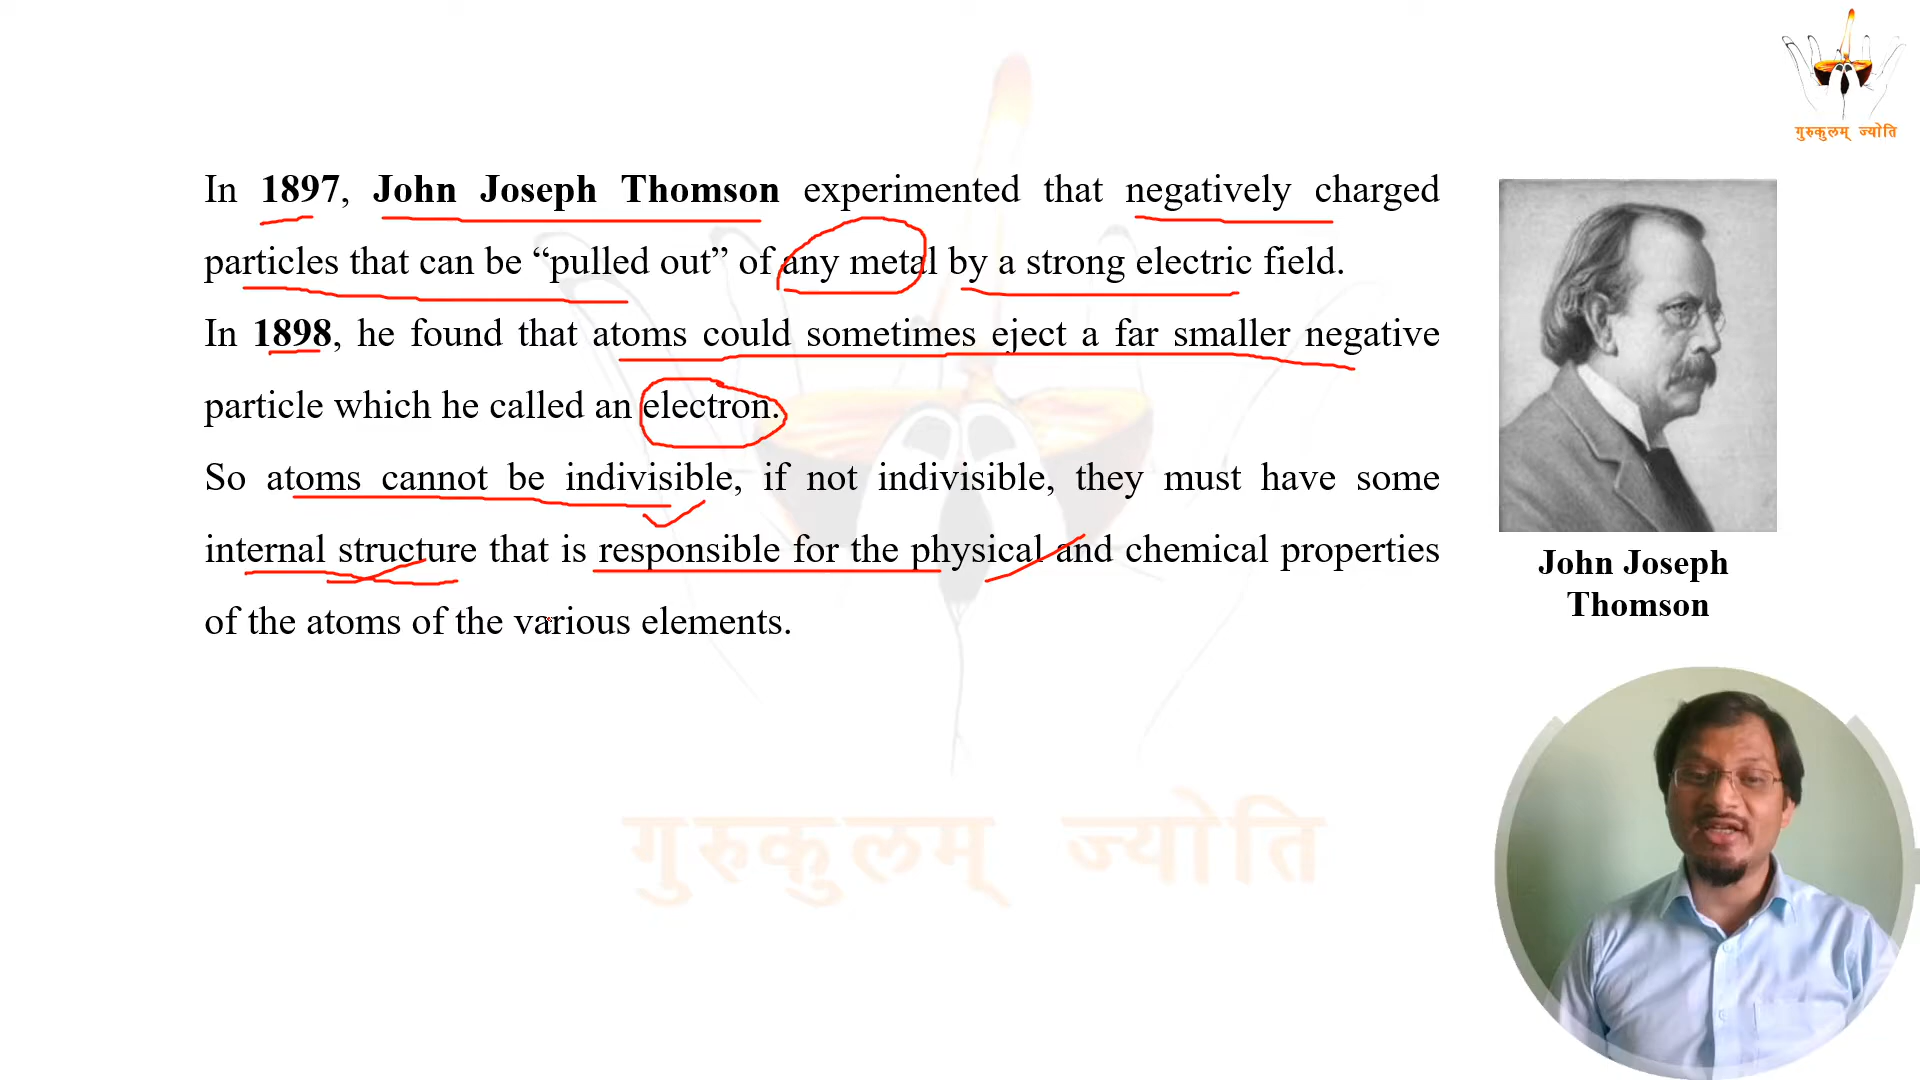 गुरुकुलम् ज्योति
In 1897, John Joseph Thomson experimented that negatively charged
particles that can be “pulled out” of any metal by a strong electric field.
In 1898, he found that atoms could sometimes eject a far smaller negative
particle which he called an electron.
So atoms cannot be indivisible, if not indivisible, they must have some
internal structure that is responsible for the physical and chemical properties
of the atoms of the various elements.
John Joseph
Thomson
गुरुकुलम् ज्योति